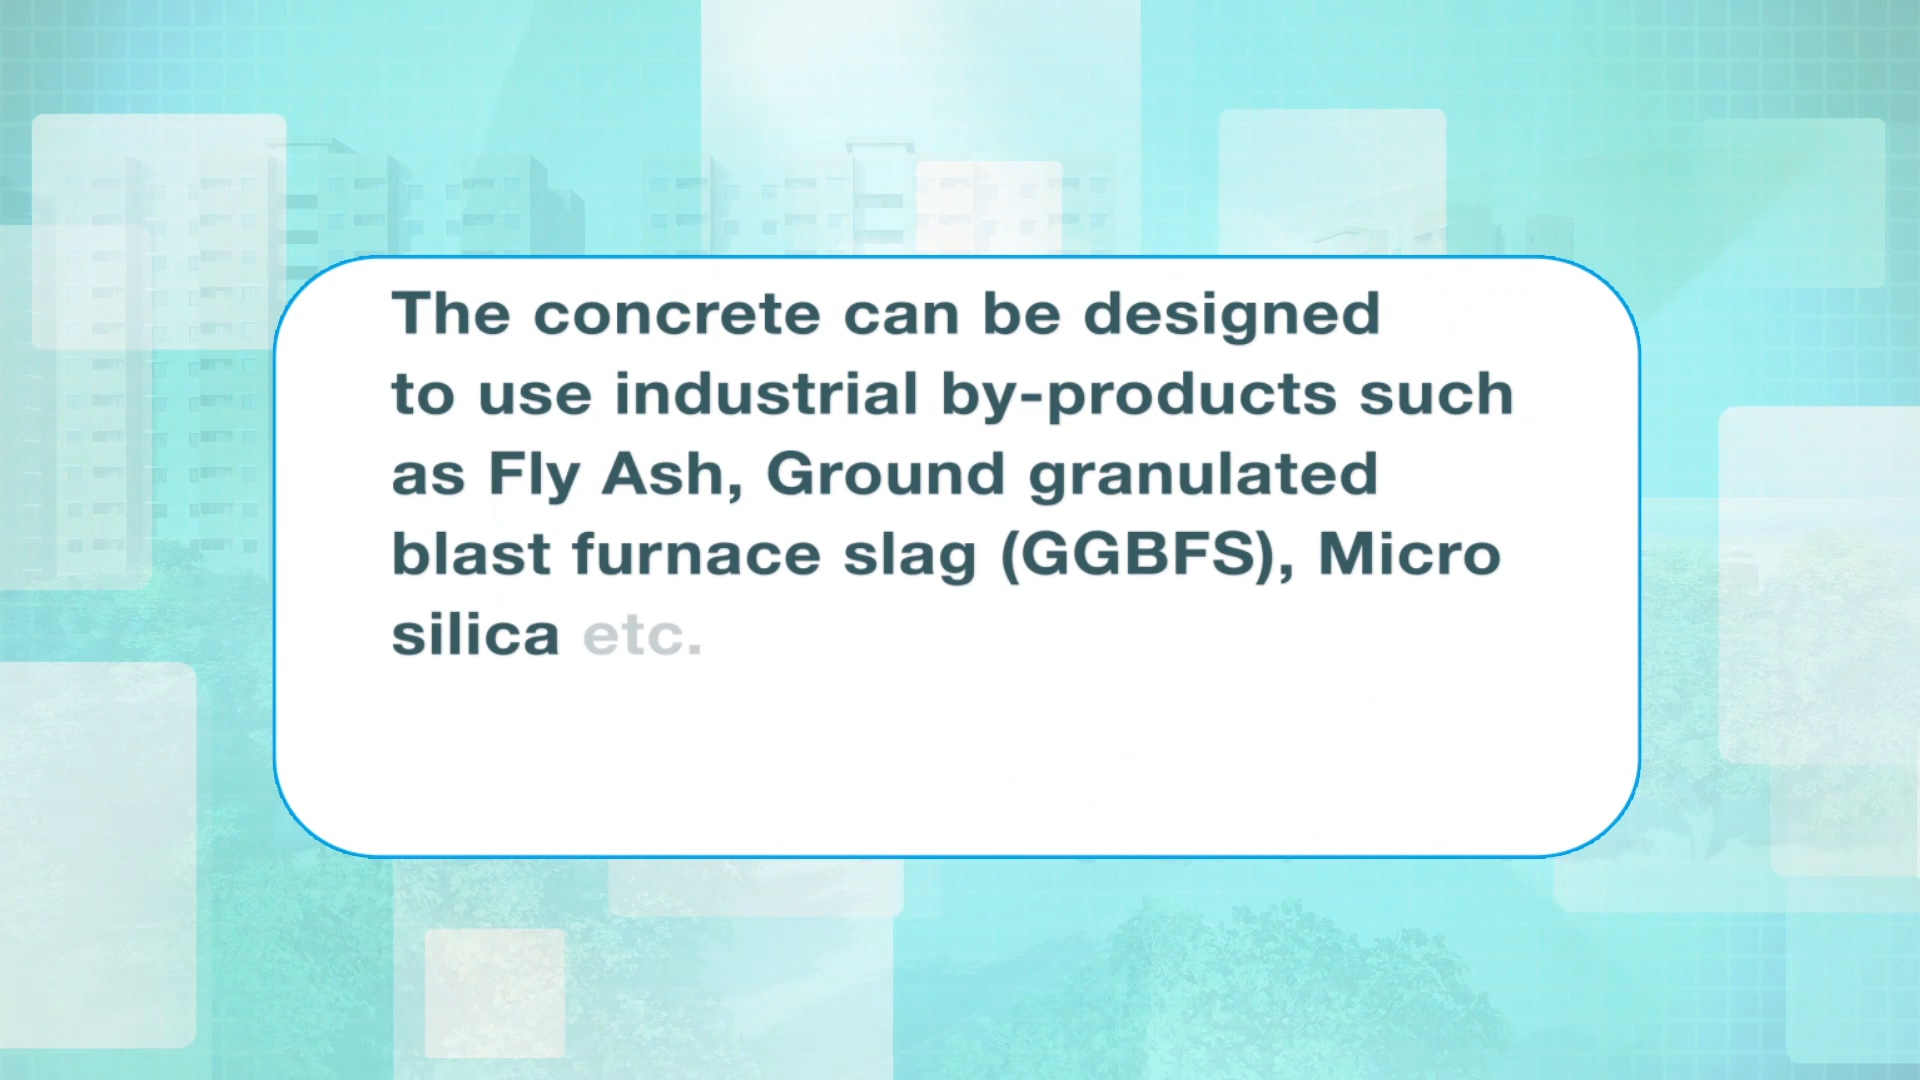 The concrete can be designed
to use industrial by-products such
as Fly Ash, Ground granulated
blast furnace slag (GGBFS), Micro
silica etc.